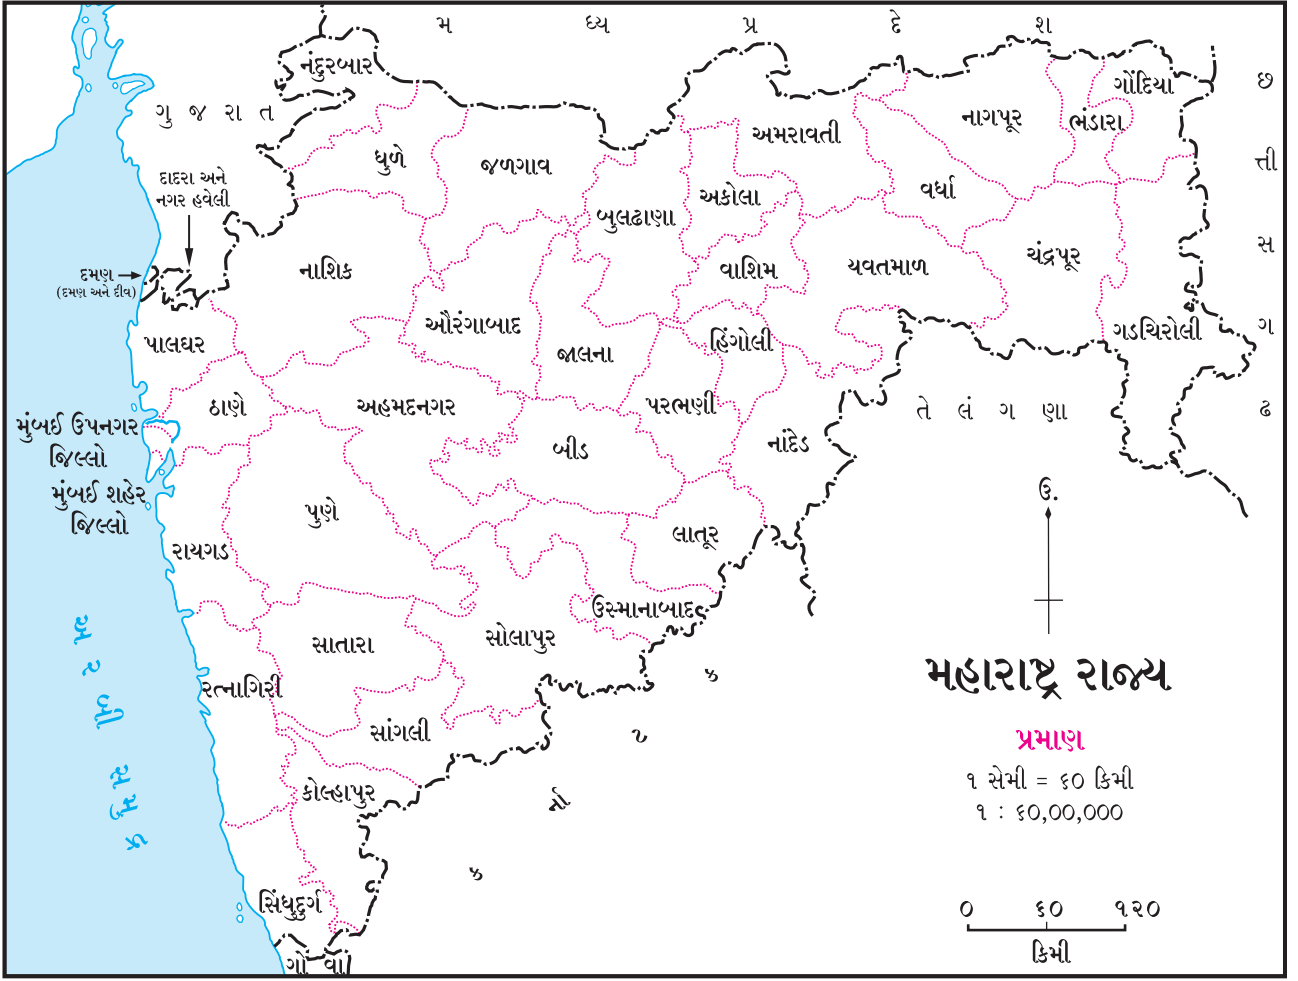 મ ધ્ય પ્ર દે શ
નંદુરબાર
ગોંદિયા
છ
ત્તી
સ
ગ
ઢ
ગુ જ રા ત
નાગપૂર
ભંડારા
અમરાવતી
ધુળે
જળગાવ
દાદરા અને
નગર હવેલી
વર્ધા
અકોલા
બુલઢાણા
નાશિક
વાશિમ
યવતમાળ
ચંદ્રપૂર
દમણ
(દમણ અને દીવ)
ઔરંગાબાદ
ગડચિરોલી
પાલઘર
હિંગોલી
જાલના
ઠાણે
અહમદનગર
પરભણી
તે લં ગ ણા
મુંબઈ ઉપનગર
જિલ્લો
બીડ
નાંદેડ
મુંબઈ શહેર
જિલ્લો
ઉ.
પુણે
લાતૂર
રાયગડ
ઉસ્માનાબાદ
સાતારા
સોલાપુર
અ ર બી સ મુ દ્ર
રત્નાગિરી
સાંગલી
કોલ્હાપુર
ક ર્ના ટ ક
મહારાષ્ટ્ર રાજ્ય
પ્રમાણ
૧ સેમી = ૬૦ કિમી
૧ : ૬૦,૦૦,૦૦૦
સિંધુદુર્ગ
૦ ૬૦ ૧૨૦
કિમી
ગોં વા